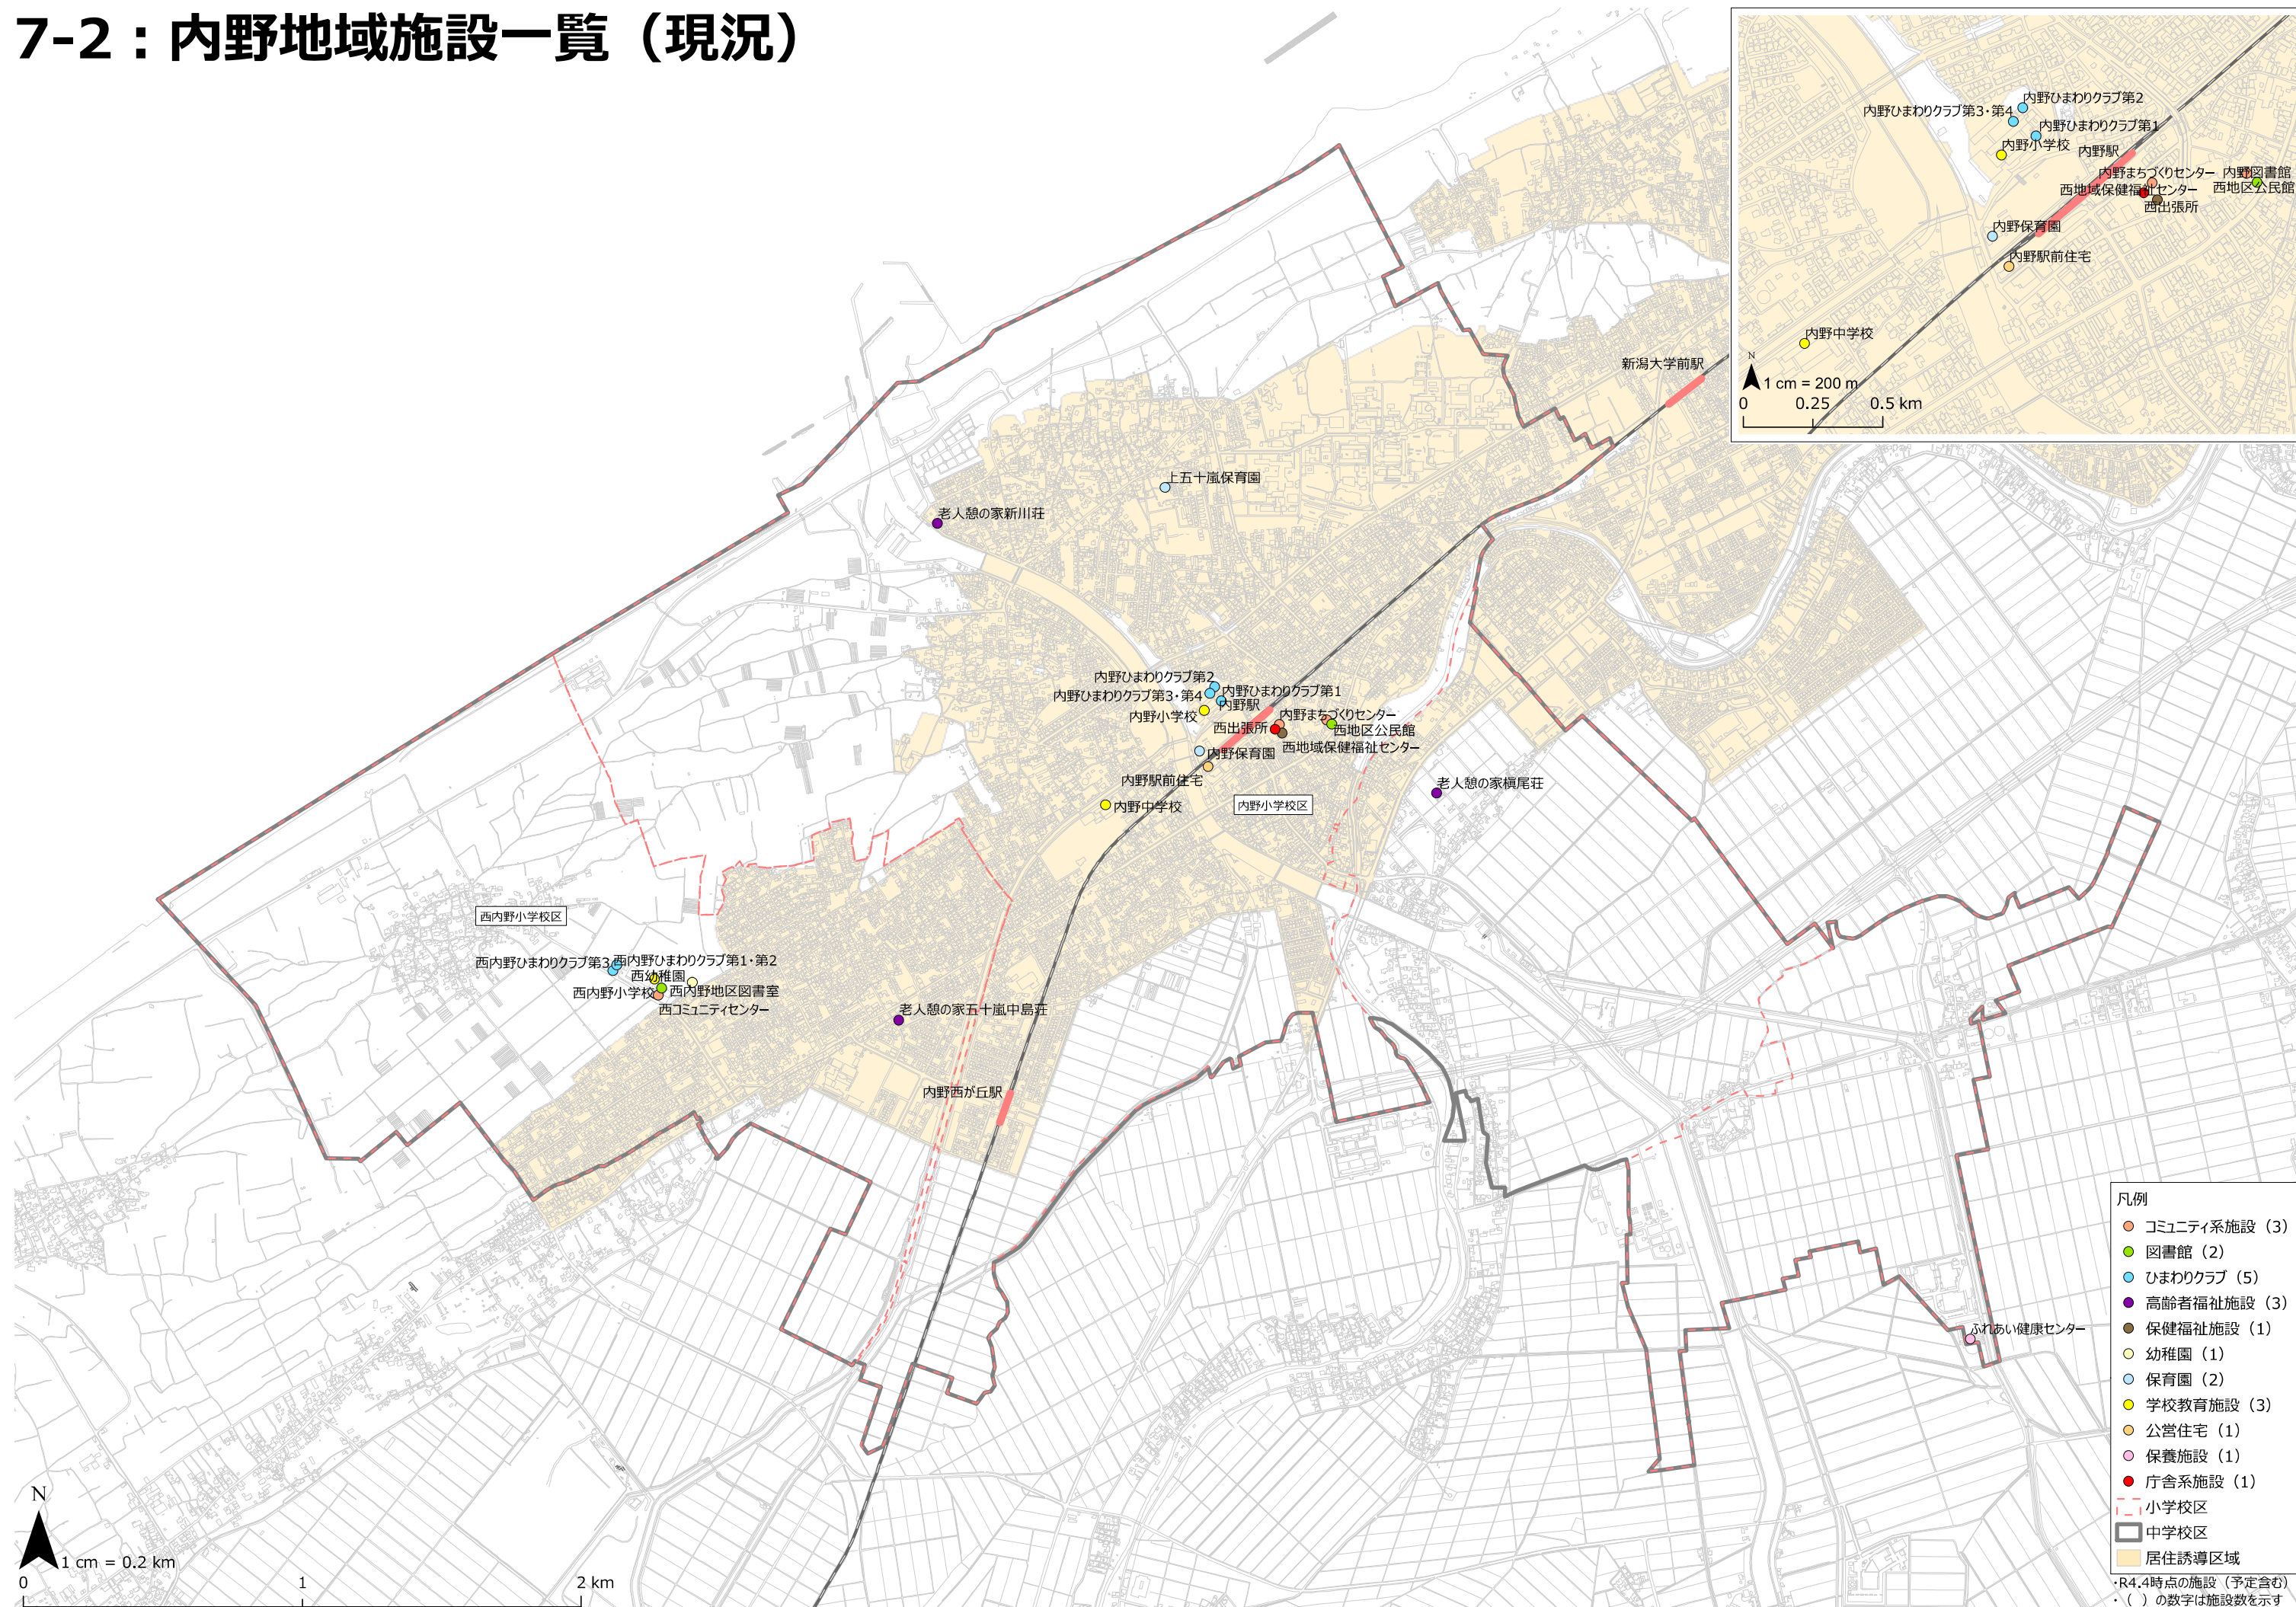 7-2：内野地域施設一覧（現況）
内野ひまわりクラブ第2
内野ひまわりクラブ第3・第4
内野ひまわりクラブ第1
内野小学校
内野駅
内野まちづくりセンター
内野図書館
西地域保健福祉センター
西地区公民館
西出張所
内野保育園
内野駅前住宅
内野中学校
N
1 cm = 200 m
0 0.25 0.5 km
新潟大学前駅
上五十嵐保育園
老人憩の家新川荘
内野ひまわりクラブ第2
内野ひまわりクラブ第3・第4
内野ひまわりクラブ第1
内野駅
内野小学校
内野まちづくりセンター
西出張所
西地区公民館
西地域保健福祉センター
内野保育園
内野駅前住宅
老人憩の家槇尾荘
内野中学校
内野小学校区
西内野小学校区
西内野ひまわりクラブ第3
西内野ひまわりクラブ第1・第2
西幼稚園
西内野小学校
西内野地区図書室
西コミュニティセンター
老人憩の家五十嵐中島荘
内野西が丘駅
ふれあい健康センター
凡例
コミュニティ系施設（3）
図書館（2）
ひまわりクラブ（5）
高齢者福祉施設（3）
保健福祉施設（1）
幼稚園（1）
保育園（2）
学校教育施設（3）
公営住宅（1）
保養施設（1）
庁舎系施設（1）
小学校区
中学校区
居住誘導区域
・R4.4時点の施設（予定含む）
・（ ）の数字は施設数を示す
N
1 cm = 0.2 km
0 1 2 km